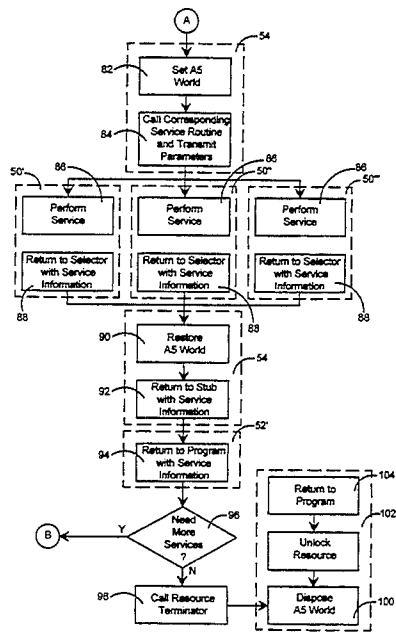 A
54
82
Set A5
World
84
Call Corresponding
Service Routine
and Transmit
Parameters
50'
86
86
50"
86
50'"
Perform
Service
Perform
Service
Perform
Service
Return to Selector
with Service
Information
Return to Selector
with Service
Information
Return to Selector
with Service
Information
88
88
88
90
Restore
A5 World
54
92
Return to Stub
with Service
Information
52'
94
Return to Program
with Service
Information
104
Return to
Program
102
96
Need
More
Services
?
Y
B
N
Unlock
Resource
98
Call Resource
Terminator
Dispose
A5 World
100